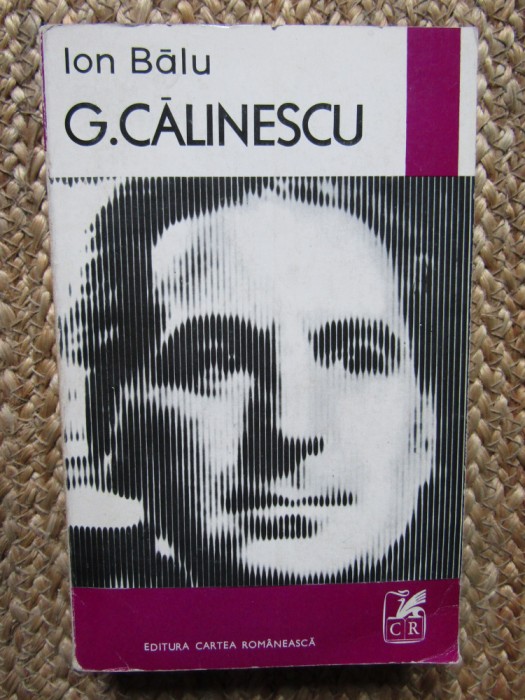 Ion Bălu
G.CĂLINESCU
CR
EDITURA CARTEA ROMÂNEASCĂ